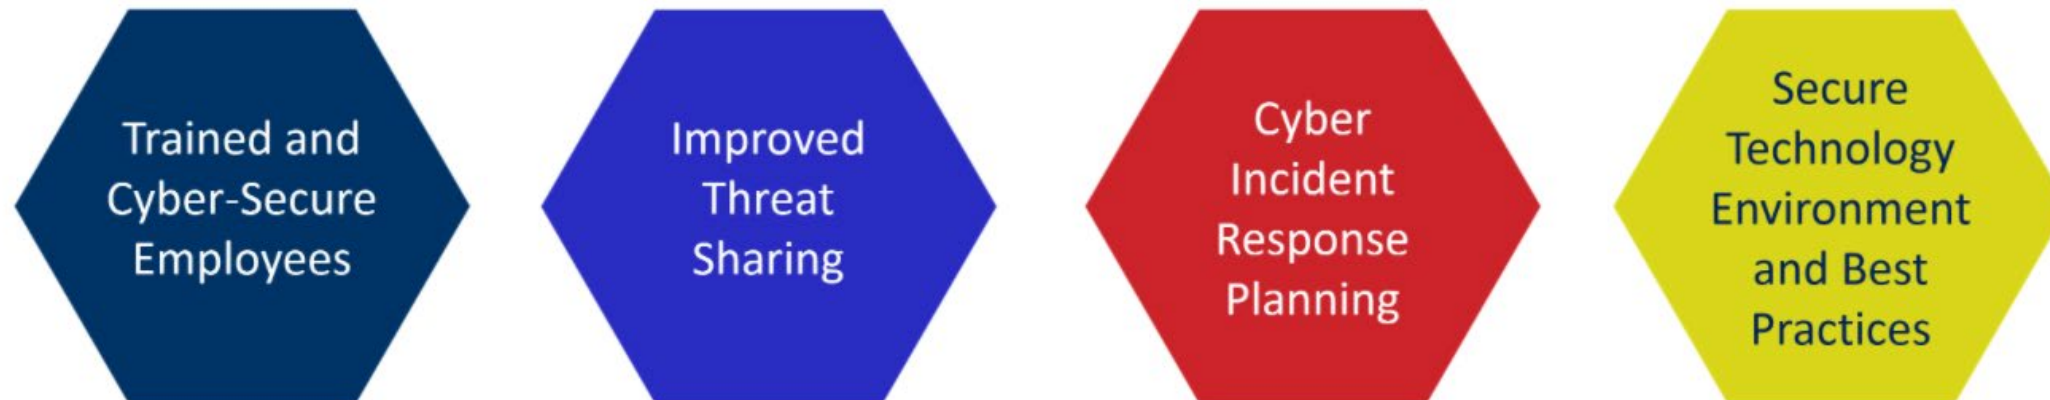 Trained and
Cyber-Secure
Employees
Improved
Threat
Sharing
Cyber
Incident
Response
Planning
Secure
Technology
Environment
and Best
Practices